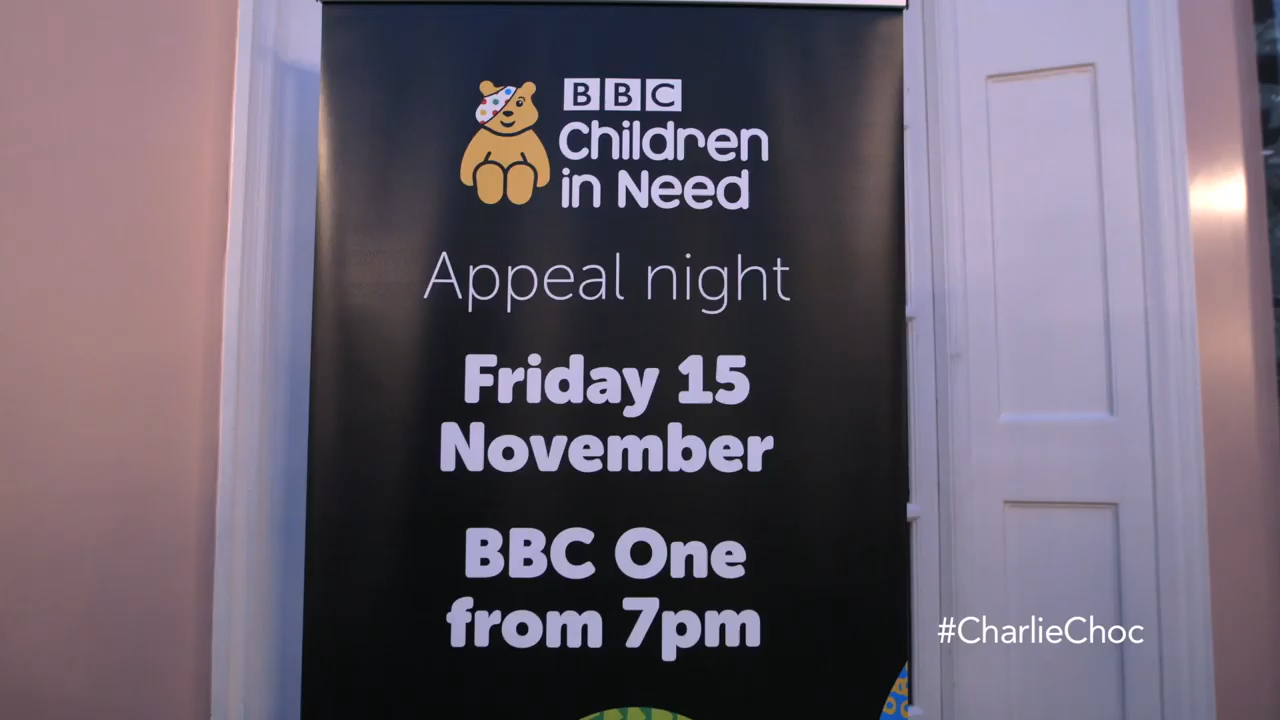 BBC
Children
in Need
Appeal night
Friday 15
November
BBC One
from 7pm
#CharlieChoc